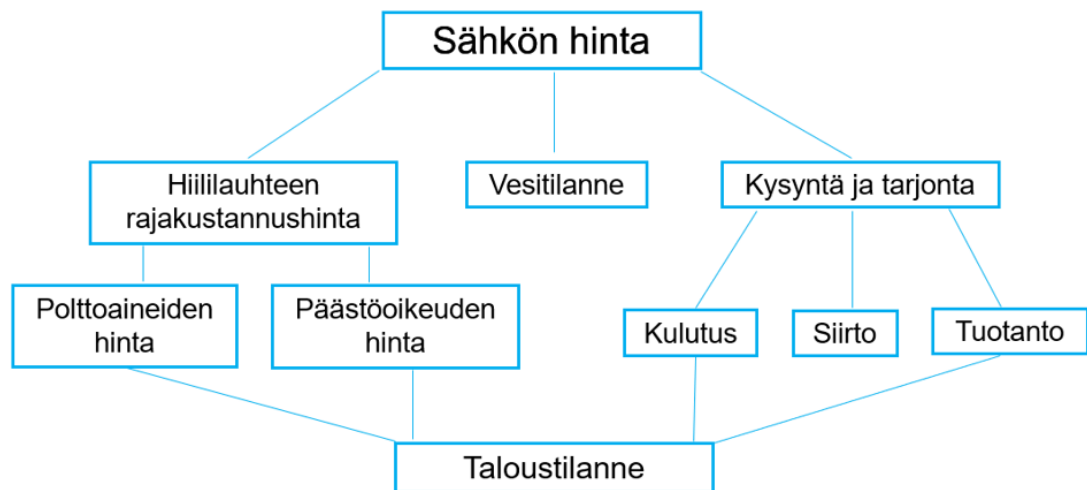 Sähkön hinta
Hiililauhteen
rajakustannushinta
Vesitilanne
Kysyntä ja tarjonta
Polttoaineiden
hinta
Päästöoikeuden
hinta
Kulutus
Siirto
Tuotanto
Taloustilanne